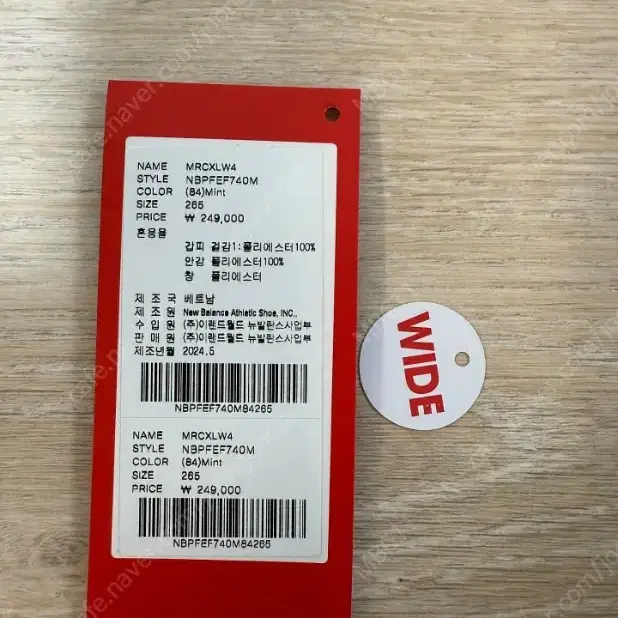 NAME MRCXLW4
STYLE NBPFEF740M
COLOR (84)Mint
SIZE 265
PRICE ₩ 249,000
혼용율
갑피 겉감1:폴리에스터100%
안감 폴리에스터100%
창 폴리에스터
제 조 국 베트남
제 조 원 New Balance Athletic Shoe, INC.,
수 입 원 (주)이랜드월드 뉴발란스사업부
판 매 원 (주)이랜드월드 뉴발란스사업부
제조년월 2024.5
NBPFEF740M84265
NAME MRCXLW4
STYLE NBPFEF740M
COLOR (84)Mint
SIZE 265
PRICE ₩ 249,000
NBPFEF740M84265
WIDE